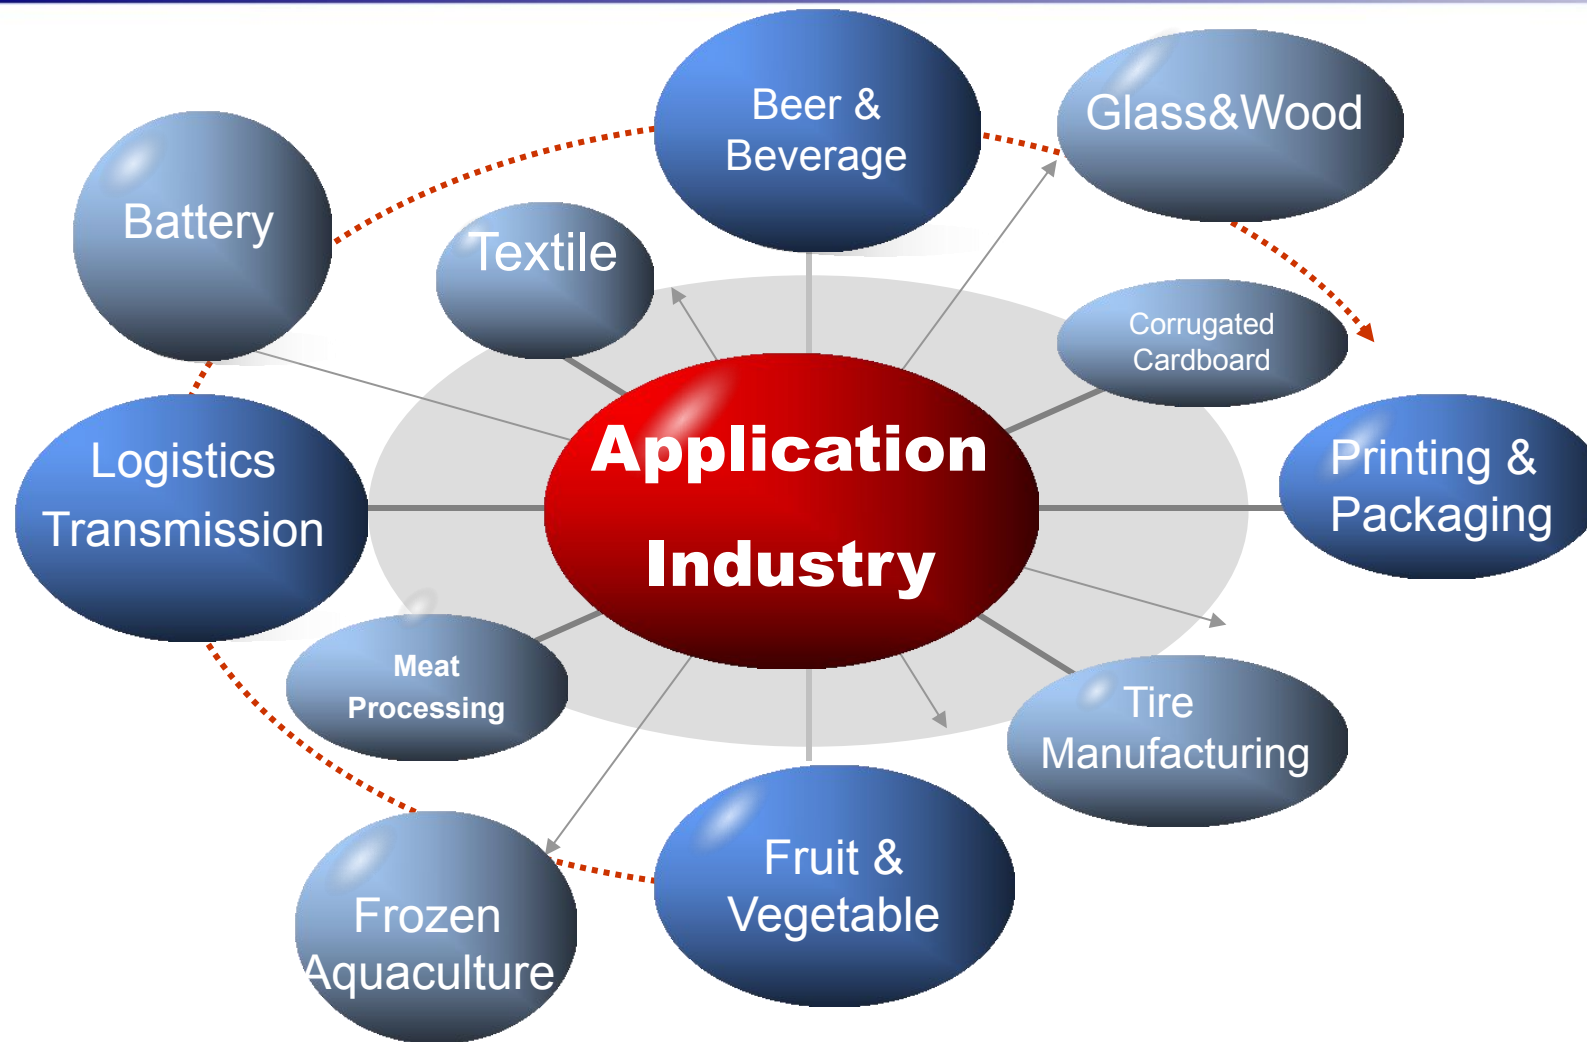 Beer &
Beverage
Glass&Wood
Battery
Textile
Corrugated
Cardboard
Logistics
Transmission
Application
Industry
Printing &
Packaging
Meat
Processing
Tire
Manufacturing
Fruit &
Vegetable
Frozen
Aquaculture